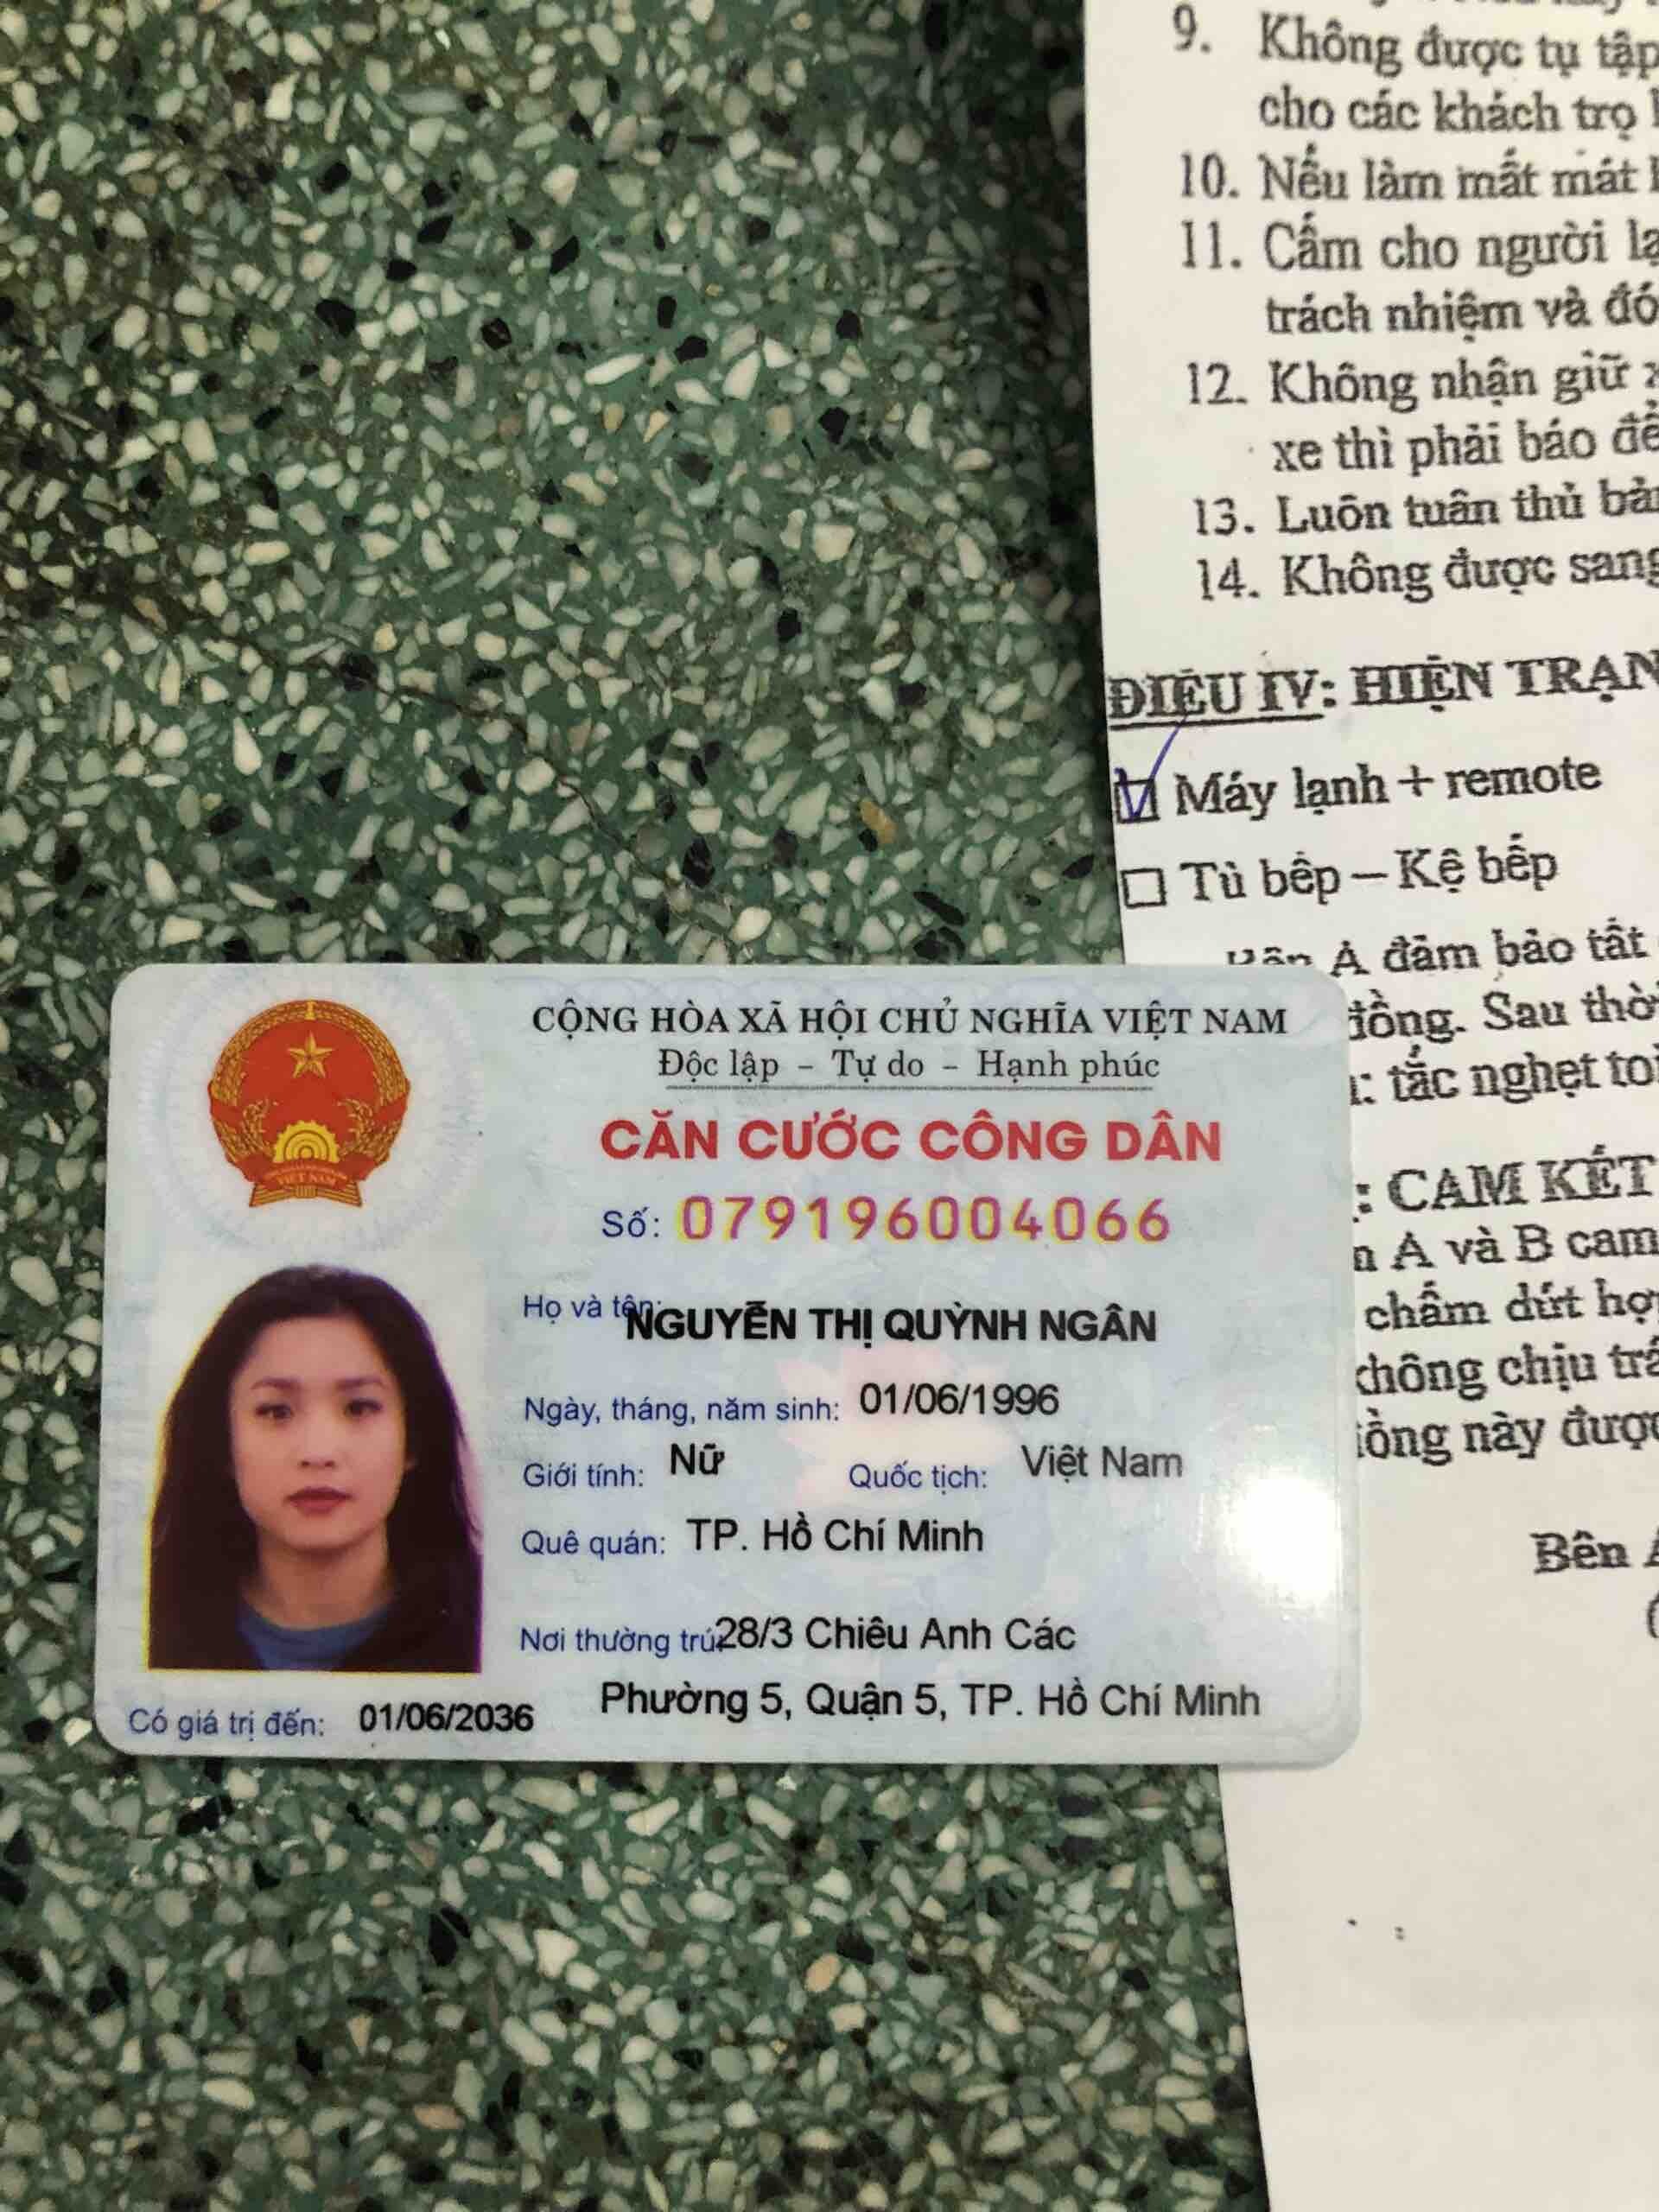 9. Không được tụ tập
cho các khách trọ
10. Nếu làm mất mát
11. Cấm cho người
trách nhiệm và
12. Không nhận giữ
xe thì phải báo
13. Luôn tuân thủ
14. Không được sang
ĐIỀU IV: HIỆN
Máy lạnh + remote
Tủ bếp – Kệ bếp
A đảm bảo tất
đồng. Sau
tắc nghẹt
: CAM KẾT
A và B cam
chấm dứt
không chịu
này được
Bên
CỘNG HÒA XÃ HỘI CHỦ NGHĨA VIỆT NAM
Độc lập – Tự do – Hạnh phúc
CĂN CƯỚC CÔNG DÂN
Số: 079196004066
Họ và tên: NGUYỄN THỊ QUỲNH NGÂN
Ngày, tháng, năm sinh: 01/06/1996
Giới tính: Nữ Quốc tịch: Việt Nam
Quê quán: TP. Hồ Chí Minh
Nơi thường trú: 28/3 Chiêu Anh Các
Phường 5, Quận 5, TP. Hồ Chí Minh
Có giá trị đến: 01/06/2036
VIỆT NAM